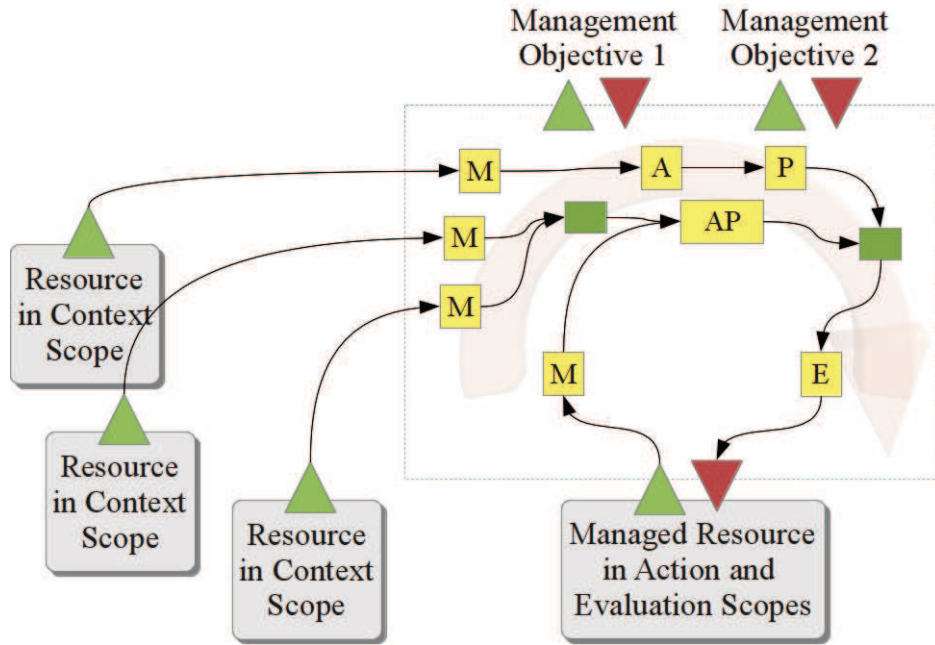 Management
Objective 1
Management
Objective 2
M
A
P
M
AP
M
M
E
Resource
in Context
Scope
Resource
in Context
Scope
Resource
in Context
Scope
Managed Resource
in Action and
Evaluation Scopes